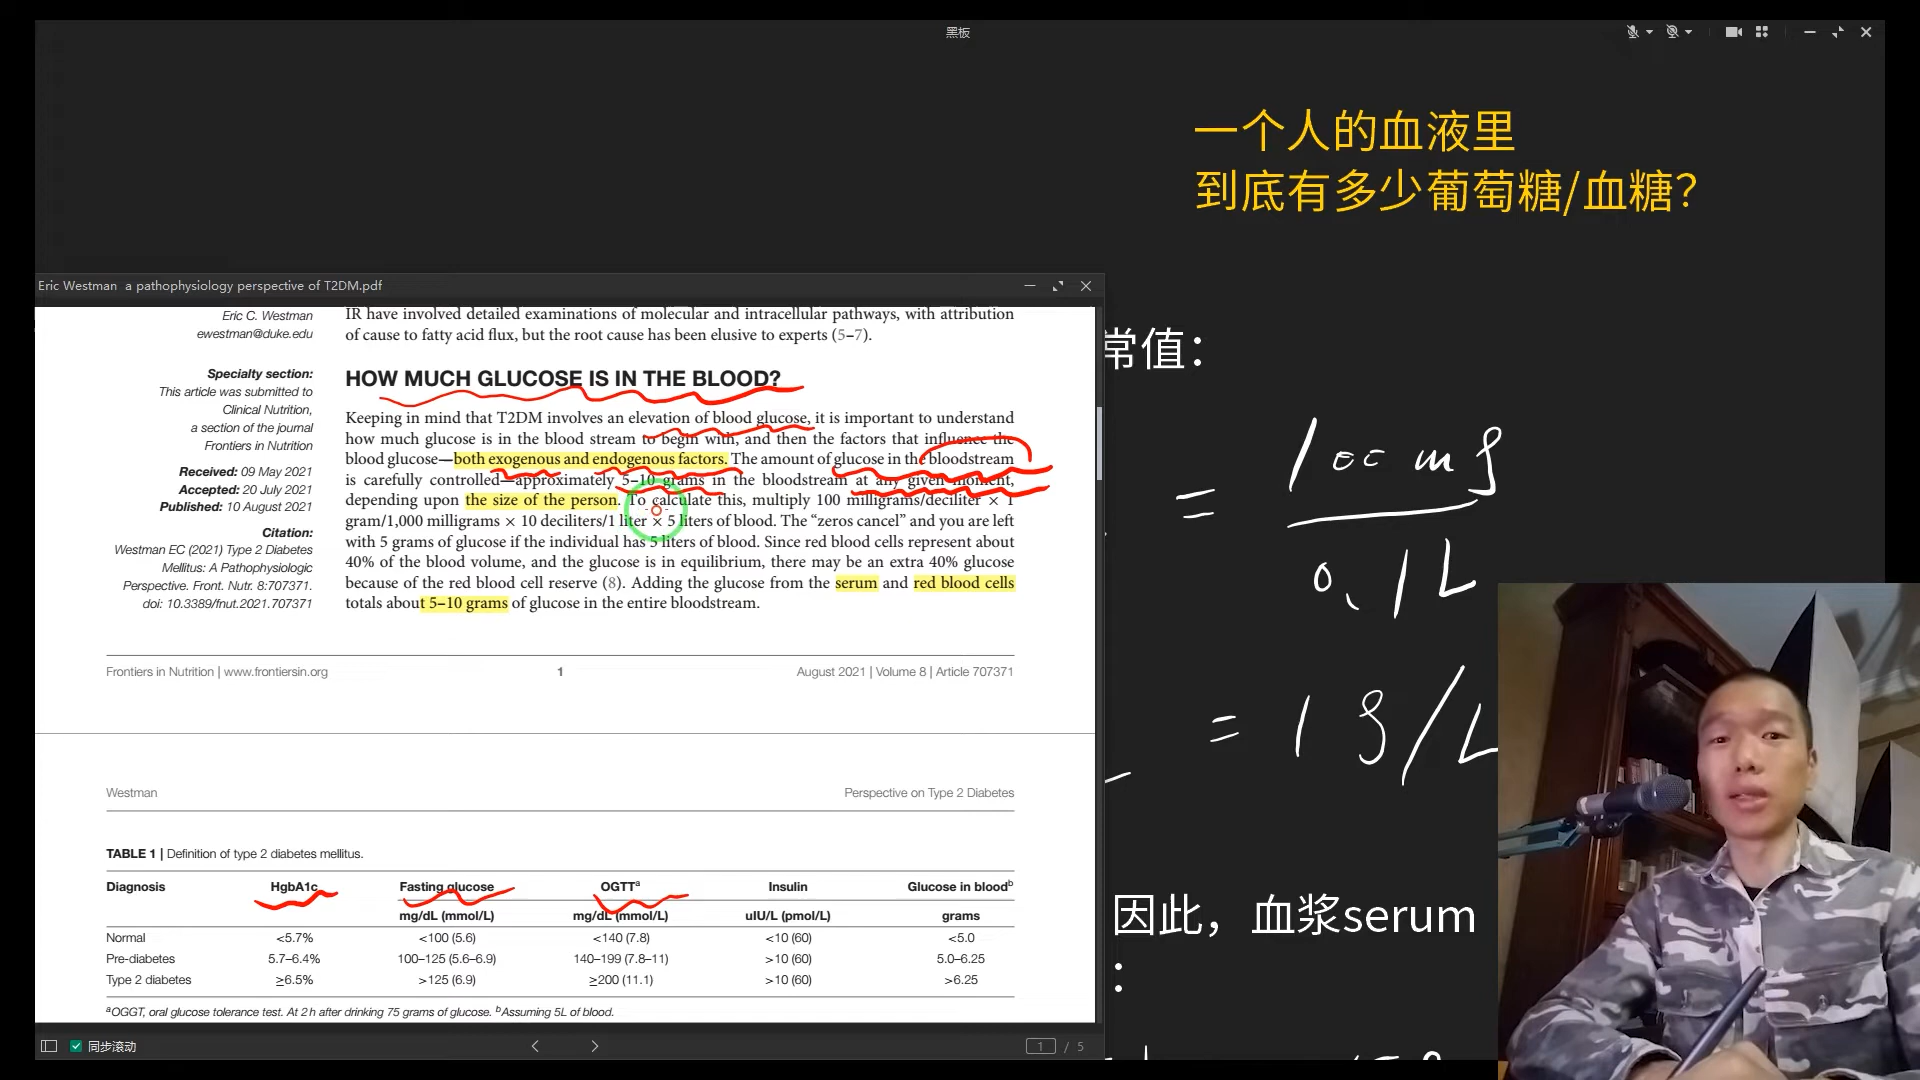 黑板
一个人的血液里
到底有多少葡萄糖/血糖?
Eric Westman a pathophysiology perspective of T2DM.pdf
Eric C. Westman
ewestman@duke.edu
Specialty section:
This article was submitted to
Clinical Nutrition,
a section of the journal
Frontiers in Nutrition
Received: 09 May 2021
Accepted: 20 July 2021
Published: 10 August 2021
Citation:
Westman EC (2021) Type 2 Diabetes
Mellitus: A Pathophysiologic
Perspective. Front. Nutr. 8:707371.
doi: 10.3389/fnut.2021.707371
IR have involved detailed examinations of molecular and intracellular pathways, with attribution
of cause to fatty acid flux, but the root cause has been elusive to experts (5–7).
HOW MUCH GLUCOSE IS IN THE BLOOD?
Keeping in mind that T2DM involves an elevation of blood glucose, it is important to understand
how much glucose is in the blood stream to begin with, and then the factors that influence the
blood glucose—both exogenous and endogenous factors. The amount of glucose in the bloodstream
is carefully controlled—approximately 5–10 grams in the bloodstream at any given moment,
depending upon the size of the person. To calculate this, multiply 100 milligrams/deciliter × 1
gram/1,000 milligrams × 10 deciliters/1 liter × 5 liters of blood. The “zeros cancel” and you are left
with 5 grams of glucose if the individual has 5 liters of blood. Since red blood cells represent about
40% of the blood volume, and the glucose is in equilibrium, there may be an extra 40% glucose
because of the red blood cell reserve (8). Adding the glucose from the serum and red blood cells
totals about 5–10 grams of glucose in the entire bloodstream.
Frontiers in Nutrition | www.frontiersin.org 1 August 2021 | Volume 8 | Article 707371
Westman Perspective on Type 2 Diabetes
TABLE 1 | Definition of type 2 diabetes mellitus.
Diagnosis HgbA1c Fasting glucose OGTTᵃ Insulin Glucose in bloodᵇ
mg/dL (mmol/L) mg/dL (mmol/L) uIU/L (pmol/L) grams
Normal <5.7% <100 (5.6) <140 (7.8) <10 (60) <5.0
Pre-diabetes 5.7–6.4% 100–125 (5.6–6.9) 140–199 (7.8–11) >10 (60) 5.0–6.25
Type 2 diabetes ≥6.5% >125 (6.9) ≥200 (11.1) >10 (60) >6.25
ᵃOGGT, oral glucose tolerance test. At 2 h after drinking 75 grams of glucose. ᵇAssuming 5L of blood.
同步滚动
1 / 5
常值：
= 100mg
0.1L
= 1g/L
因此，血浆serum
：